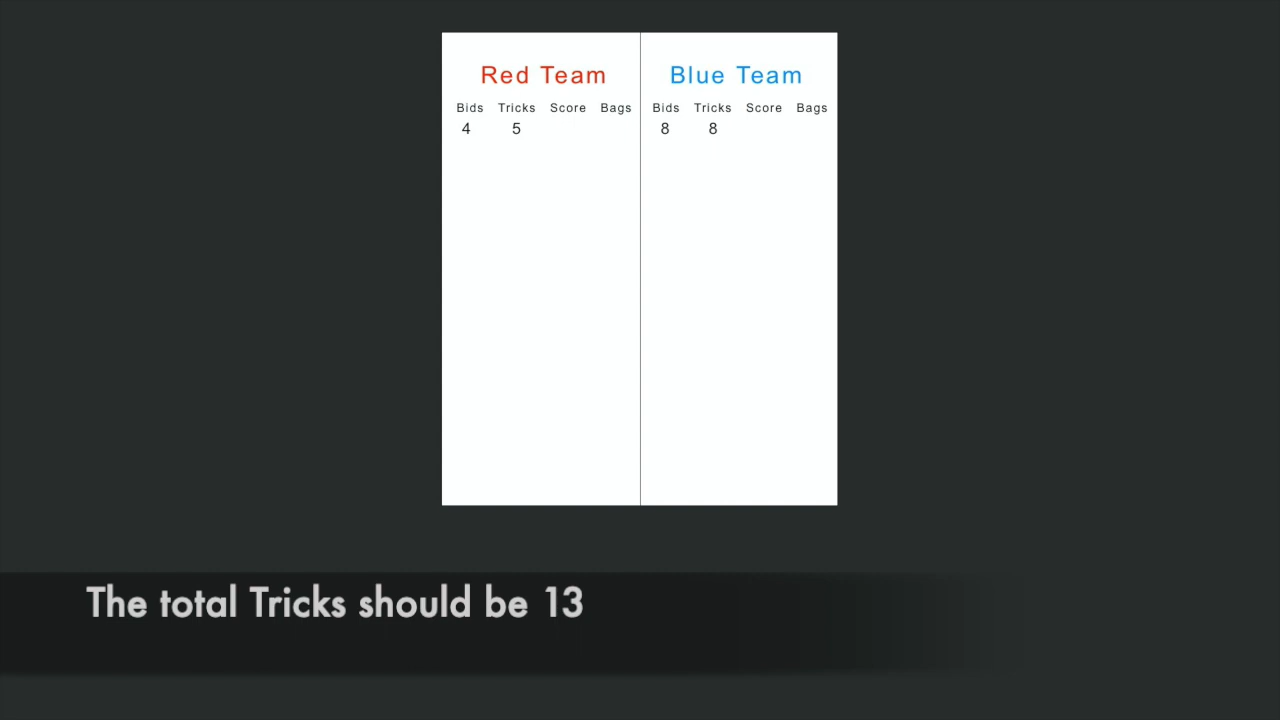 Red Team Blue Team
Bids Tricks Score Bags Bids Tricks Score Bags
4 5 8 8
The total Tricks should be 13